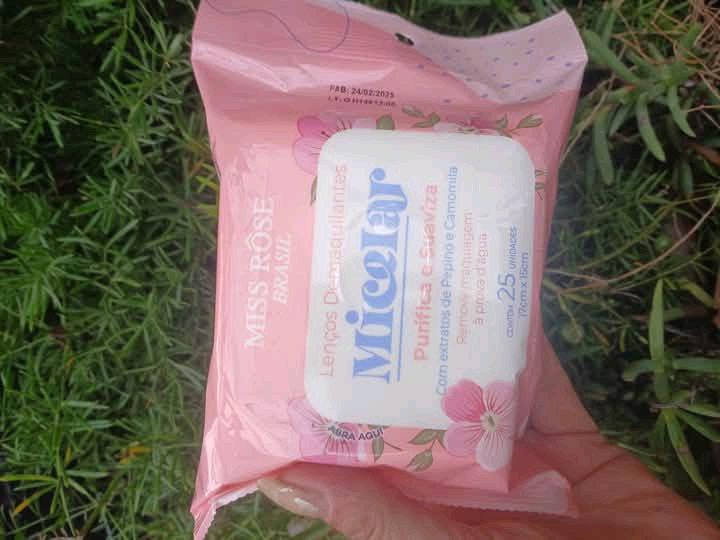 FAB: 24/02/2025
MISS RÔSE
BRASIL
Lenços Demaquilantes
Micelar
Purifica e Suaviza
Com extratos de Pepino e Camomila
Remove maquiagem
à prova d'água
CONTÉM 25 UNIDADES
17cm x 15cm
ABRA AQUI